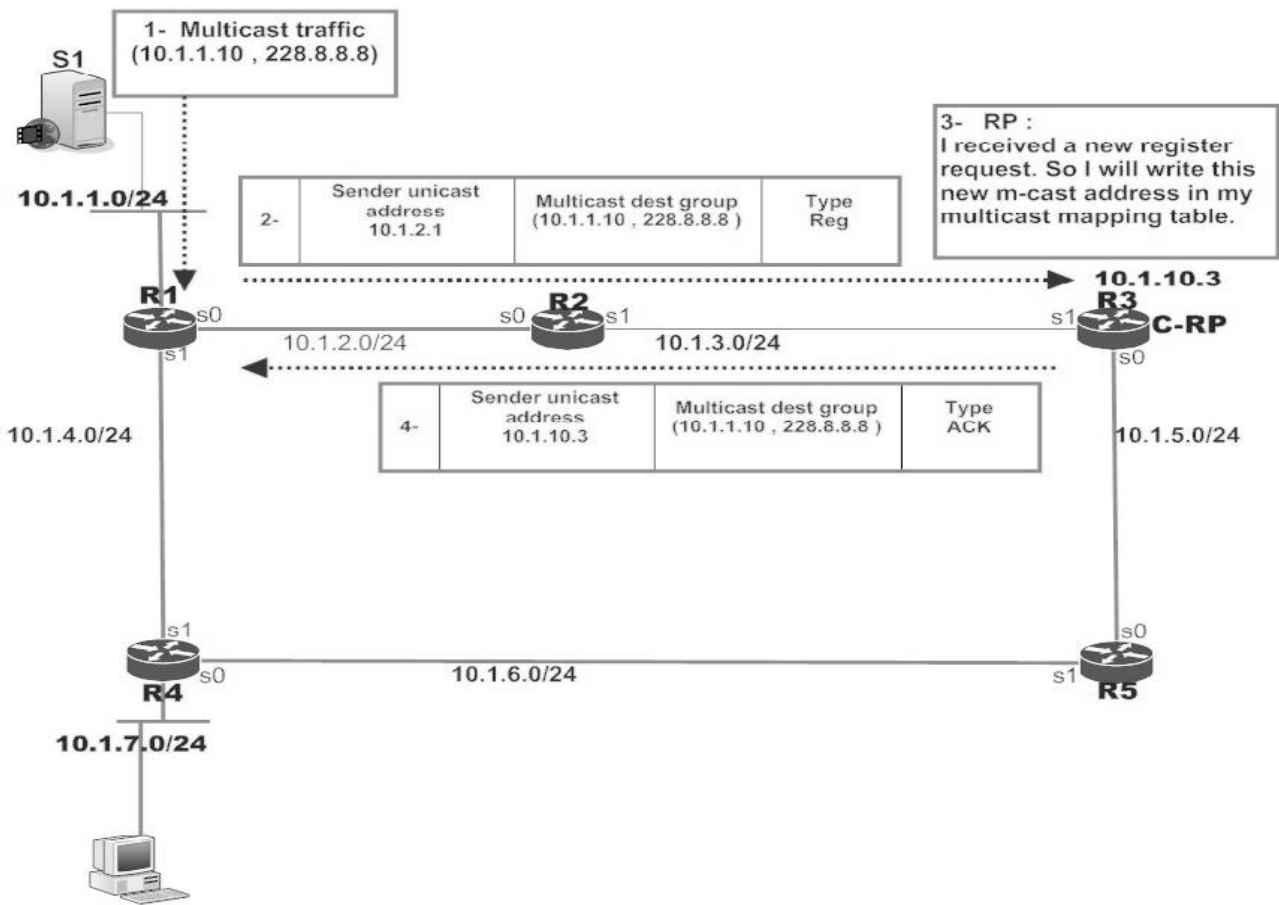 1- Multicast traffic
(10.1.1.10 , 228.8.8.8)
S1
3- RP :
I received a new register
request. So I will write this
new m-cast address in my
multicast mapping table.
10.1.1.0/24
2-
Sender unicast
address
10.1.2.1
Multicast dest group
(10.1.1.10 , 228.8.8.8 )
Type
Reg
10.1.10.3
R1
R2
R3
s0
s0
s1
s1
C-RP
s1
10.1.2.0/24
10.1.3.0/24
s0
4-
Sender unicast
address
10.1.10.3
Multicast dest group
(10.1.1.10 , 228.8.8.8 )
Type
ACK
10.1.4.0/24
10.1.5.0/24
s1
s0
s0
10.1.6.0/24
s1
R4
R5
10.1.7.0/24